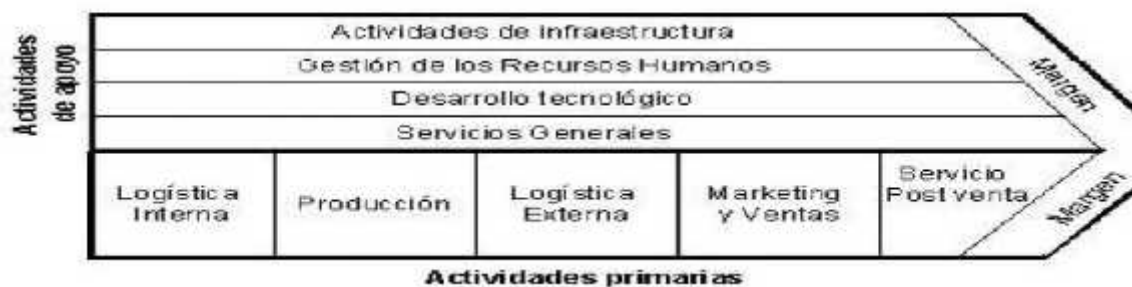 Actividades
de apoyo
Actividades de infraestructura
Gestión de los Recursos Humanos
Desarrollo tecnológico
Servicios Generales
Margen
Logística
Interna
Producción
Logística
Externa
Marketing
y Ventas
Servicio
Post venta
Margen
Actividades primarias